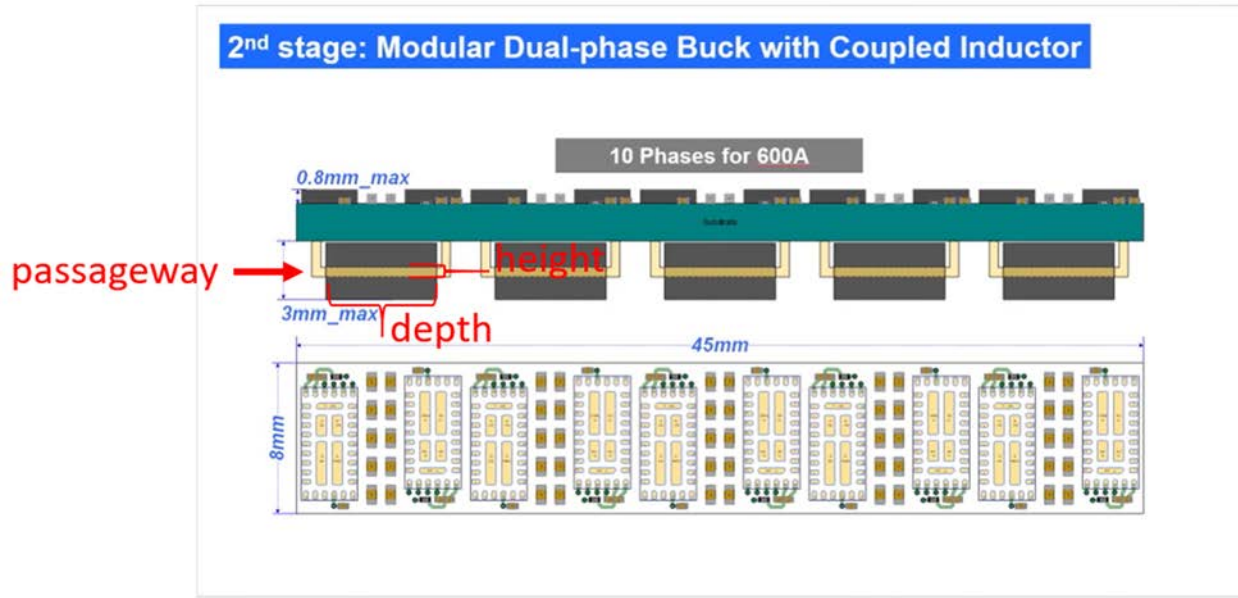 2nd stage: Modular Dual-phase Buck with Coupled Inductor
10 Phases for 600A
0.8mm_max
Substrate
passageway
height
3mm_max
depth
45mm
8mm